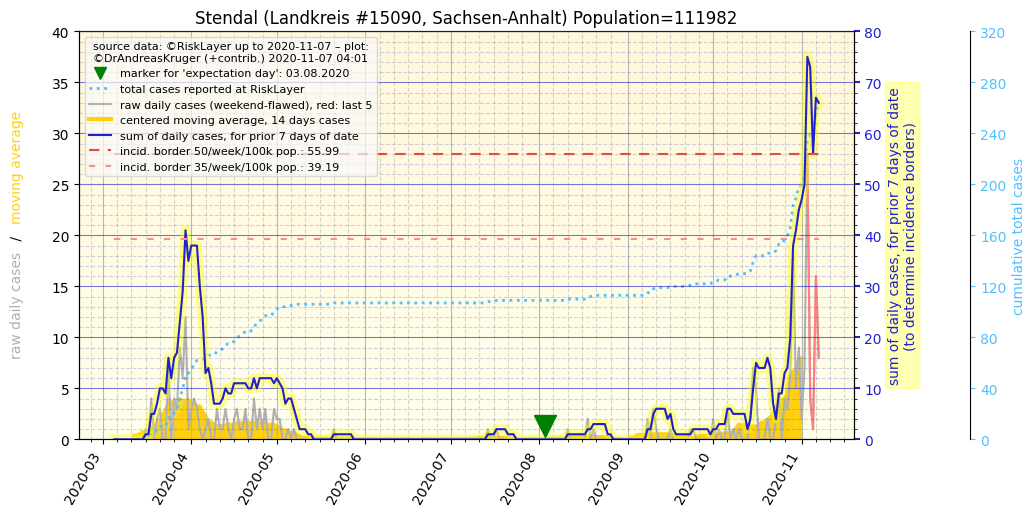 Stendal (Landkreis #15090, Sachsen-Anhalt) Population=111982
source data: ©RiskLayer up to 2020-11-07 – plot:
©DrAndreasKruger (+contrib.) 2020-11-07 04:01
marker for 'expectation day': 03.08.2020
total cases reported at RiskLayer
raw daily cases (weekend-flawed), red: last 5
centered moving average, 14 days cases
sum of daily cases, for prior 7 days of date
incid. border 50/week/100k pop.: 55.99
incid. border 35/week/100k pop.: 39.19
raw daily cases / moving average
40
35
30
25
20
15
10
5
0
2020-03
2020-04
2020-05
2020-06
2020-07
2020-08
2020-09
2020-10
2020-11
80
70
60
50
40
30
20
10
0
sum of daily cases, for prior 7 days of date
(to determine incidence borders)
320
280
240
200
160
120
80
40
0
cumulative total cases